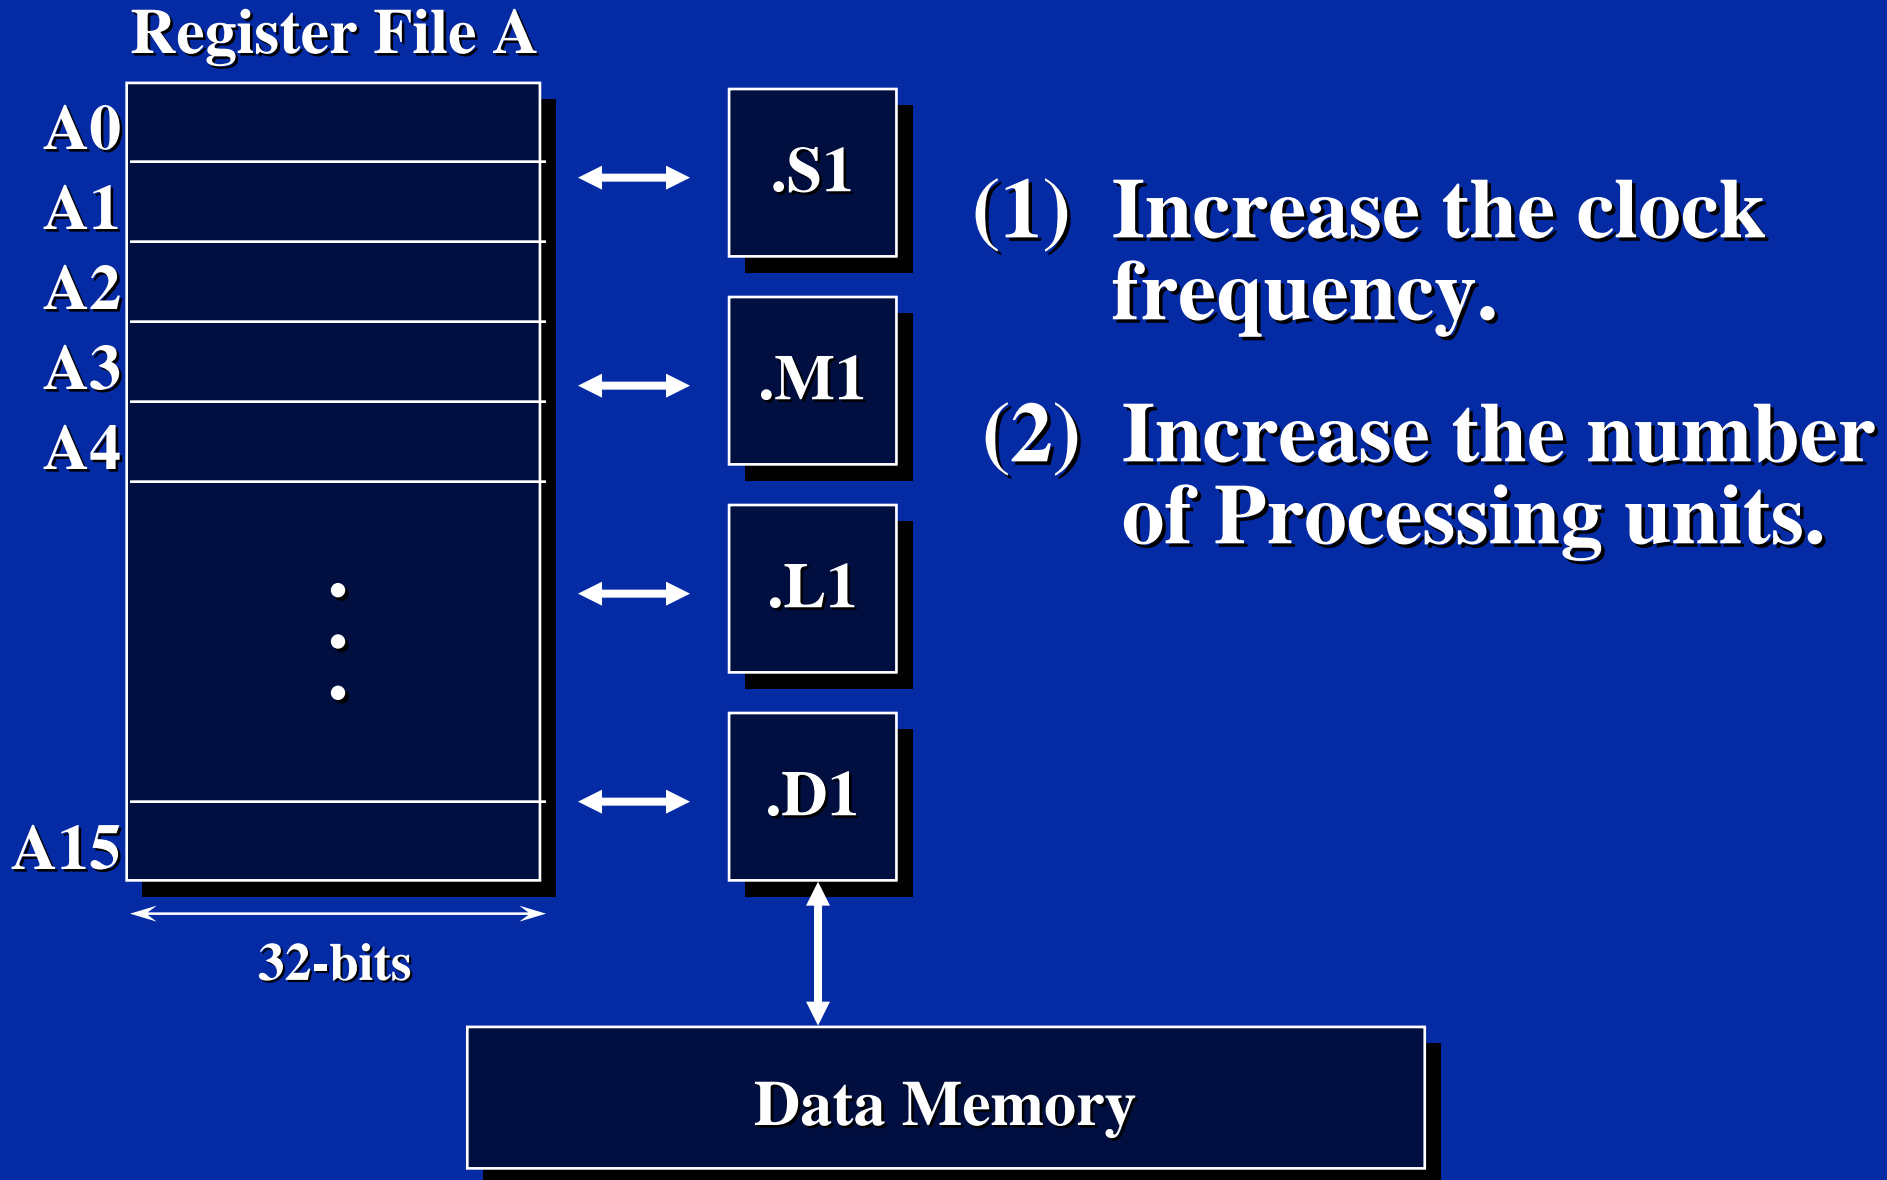 Register File A
A0
A1
A2
A3
A4
A15
32-bits
.S1
.M1
.L1
.D1
Data Memory
(1) Increase the clock
frequency.
(2) Increase the number
of Processing units.